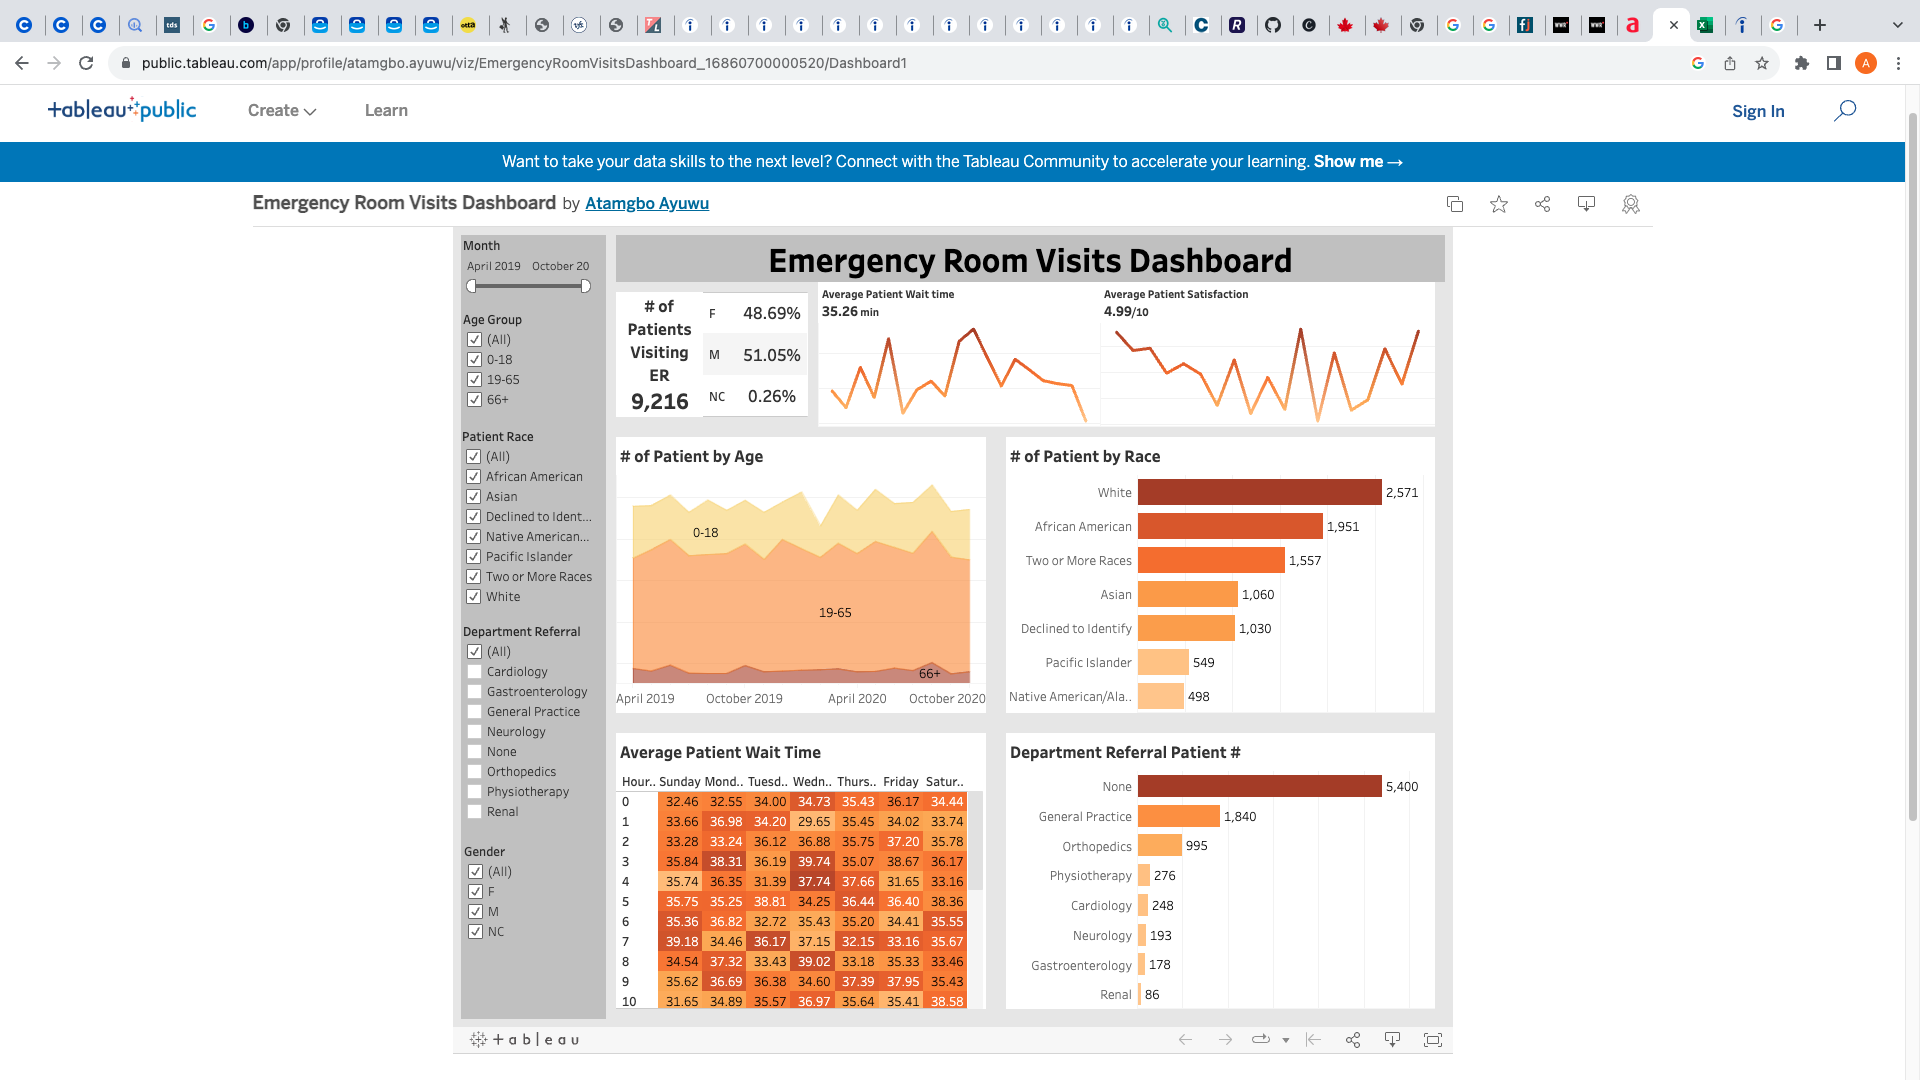 public.tableau.com/app/profile/atamgbo.ayuwu/viz/EmergencyRoomVisitsDashboard_16860700000520/Dashboard1
A
tableau public
Create
Learn
Sign In
Want to take your data skills to the next level? Connect with the Tableau Community to accelerate your learning. Show me →
Emergency Room Visits Dashboard by Atamgbo Ayuwu
Month
April 2019 October 20
Age Group
(All)
0-18
19-65
66+
Patient Race
(All)
African American
Asian
Declined to Ident...
Native American...
Pacific Islander
Two or More Races
White
Department Referral
(All)
Cardiology
Gastroenterology
General Practice
Neurology
None
Orthopedics
Physiotherapy
Renal
Gender
(All)
F
M
NC
Emergency Room Visits Dashboard
# of
Patients
Visiting
ER
9,216
F 48.69%
M 51.05%
NC 0.26%
Average Patient Wait time
35.26 min
Average Patient Satisfaction
4.99/10
# of Patient by Age
0-18
19-65
66+
April 2019 October 2019 April 2020 October 2020
# of Patient by Race
White 2,571
African American 1,951
Two or More Races 1,557
Asian 1,060
Declined to Identify 1,030
Pacific Islander 549
Native American/Ala.. 498
Average Patient Wait Time
Hour.. Sunday Mond.. Tuesd.. Wedn.. Thurs.. Friday Satur..
0 32.46 32.55 34.00 34.73 35.43 36.17 34.44
1 33.66 36.98 34.20 29.65 35.45 34.02 33.74
2 33.28 33.24 36.12 36.88 35.75 37.20 35.78
3 35.84 38.31 36.19 39.74 35.07 38.67 36.17
4 35.74 36.35 31.39 37.74 37.66 31.65 33.16
5 35.75 35.25 38.81 34.25 36.44 36.40 38.36
6 35.36 36.82 32.72 35.43 35.20 34.41 35.55
7 39.18 34.46 36.17 37.15 32.15 33.16 35.67
8 34.54 37.32 33.43 39.02 33.18 35.33 33.46
9 35.62 36.69 36.38 34.60 37.39 37.95 35.43
10 31.65 34.89 35.57 36.97 35.64 35.41 38.58
Department Referral Patient #
None 5,400
General Practice 1,840
Orthopedics 995
Physiotherapy 276
Cardiology 248
Neurology 193
Gastroenterology 178
Renal 86
tableau